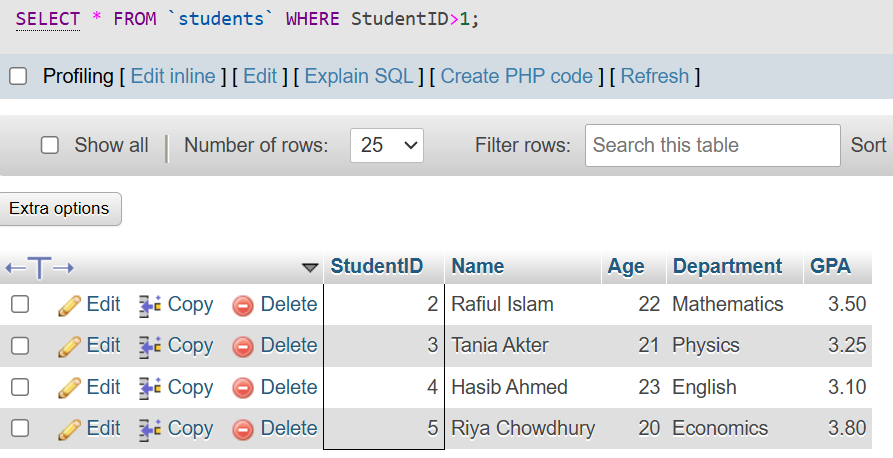 SELECT * FROM `students` WHERE StudentID>1;
Profiling [ Edit inline ] [ Edit ] [ Explain SQL ] [ Create PHP code ] [ Refresh ]
Show all | Number of rows: 25 Filter rows: Search this table Sort
Extra options
←T→ StudentID Name Age Department GPA
Edit Copy Delete 2 Rafiul Islam 22 Mathematics 3.50
Edit Copy Delete 3 Tania Akter 21 Physics 3.25
Edit Copy Delete 4 Hasib Ahmed 23 English 3.10
Edit Copy Delete 5 Riya Chowdhury 20 Economics 3.80